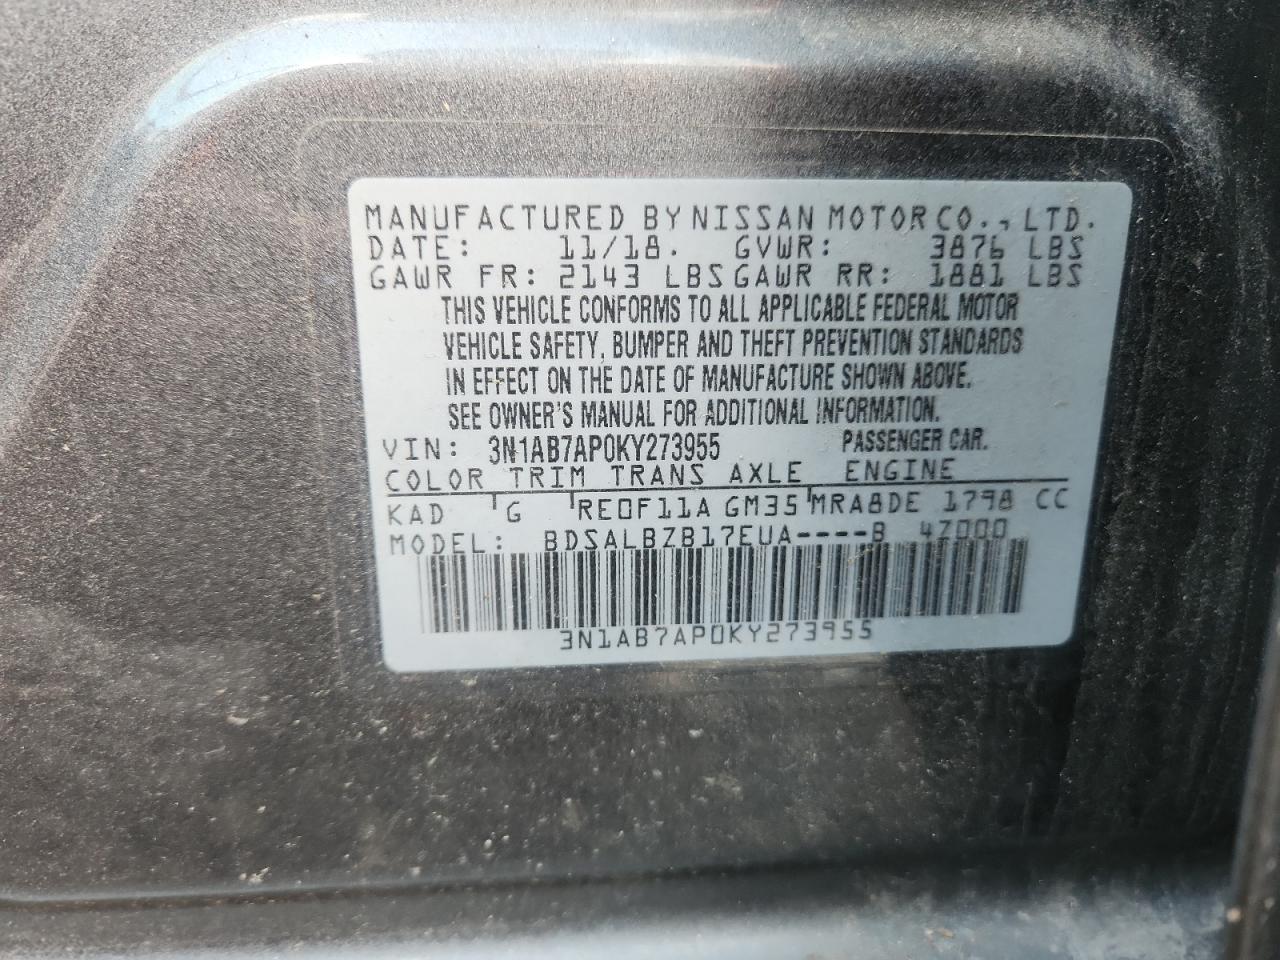 MANUFACTURED BY NISSAN MOTOR CO., LTD.
DATE: 11/18. GVWR: 3876 LBS
GAWR FR: 2143 LBS GAWR RR: 1881 LBS
THIS VEHICLE CONFORMS TO ALL APPLICABLE FEDERAL MOTOR
VEHICLE SAFETY, BUMPER AND THEFT PREVENTION STANDARDS
IN EFFECT ON THE DATE OF MANUFACTURE SHOWN ABOVE.
SEE OWNER'S MANUAL FOR ADDITIONAL INFORMATION.
VIN: 3N1AB7AP0KY273955 PASSENGER CAR.
COLOR TRIM TRANS AXLE ENGINE
KAD G RE0F11A GM35 MRA8DE 1798 CC
MODEL: BDSALBZB17EUA----B 4Z000
3N1AB7AP0KY273955